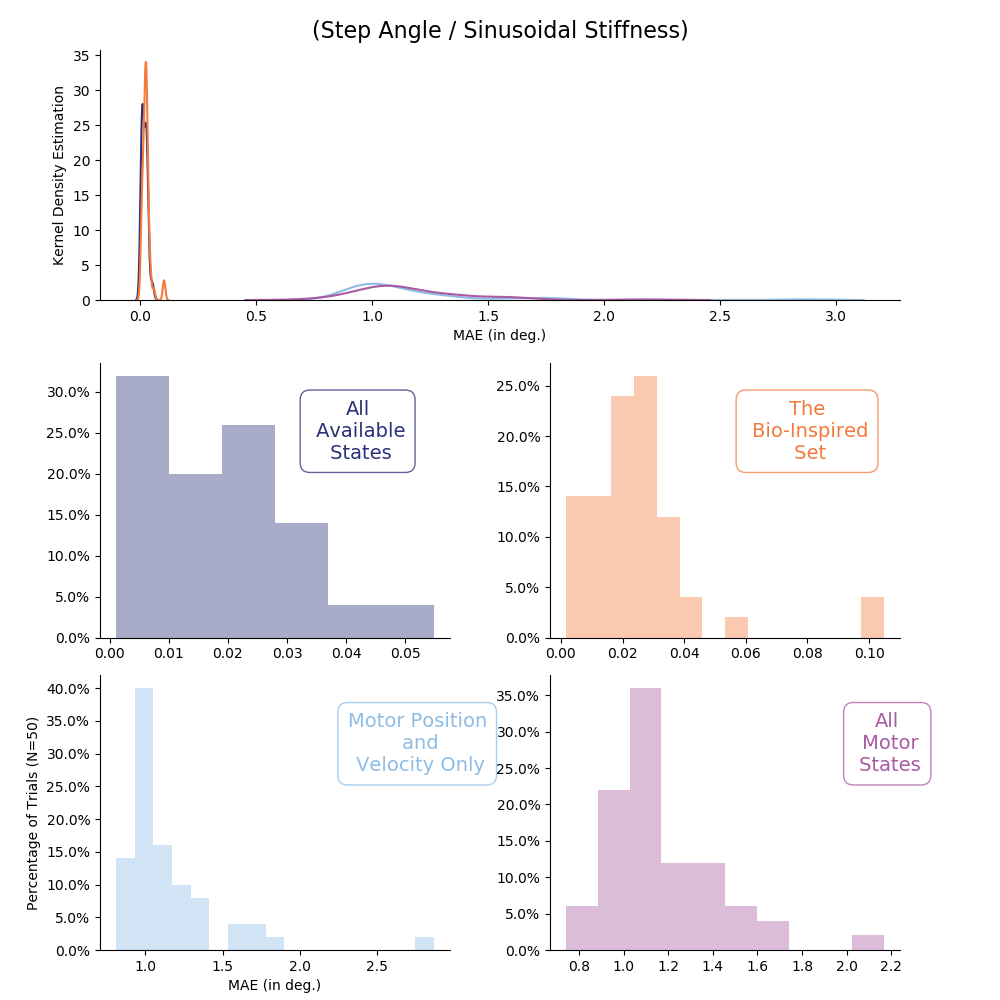 (Step Angle / Sinusoidal Stiffness)
Kernel Density Estimation
35
30
25
20
15
10
5
0
0.0 0.5 1.0 1.5 2.0 2.5 3.0
MAE (in deg.)
All
Available
States
30.0%
25.0%
20.0%
15.0%
10.0%
5.0%
0.0%
0.00 0.01 0.02 0.03 0.04 0.05
The
Bio-Inspired
Set
25.0%
20.0%
15.0%
10.0%
5.0%
0.0%
0.00 0.02 0.04 0.06 0.08 0.10
Motor Position
and
Velocity Only
Percentage of Trials (N=50)
40.0%
35.0%
30.0%
25.0%
20.0%
15.0%
10.0%
5.0%
0.0%
1.0 1.5 2.0 2.5
MAE (in deg.)
All
Motor
States
35.0%
30.0%
25.0%
20.0%
15.0%
10.0%
5.0%
0.0%
0.8 1.0 1.2 1.4 1.6 1.8 2.0 2.2